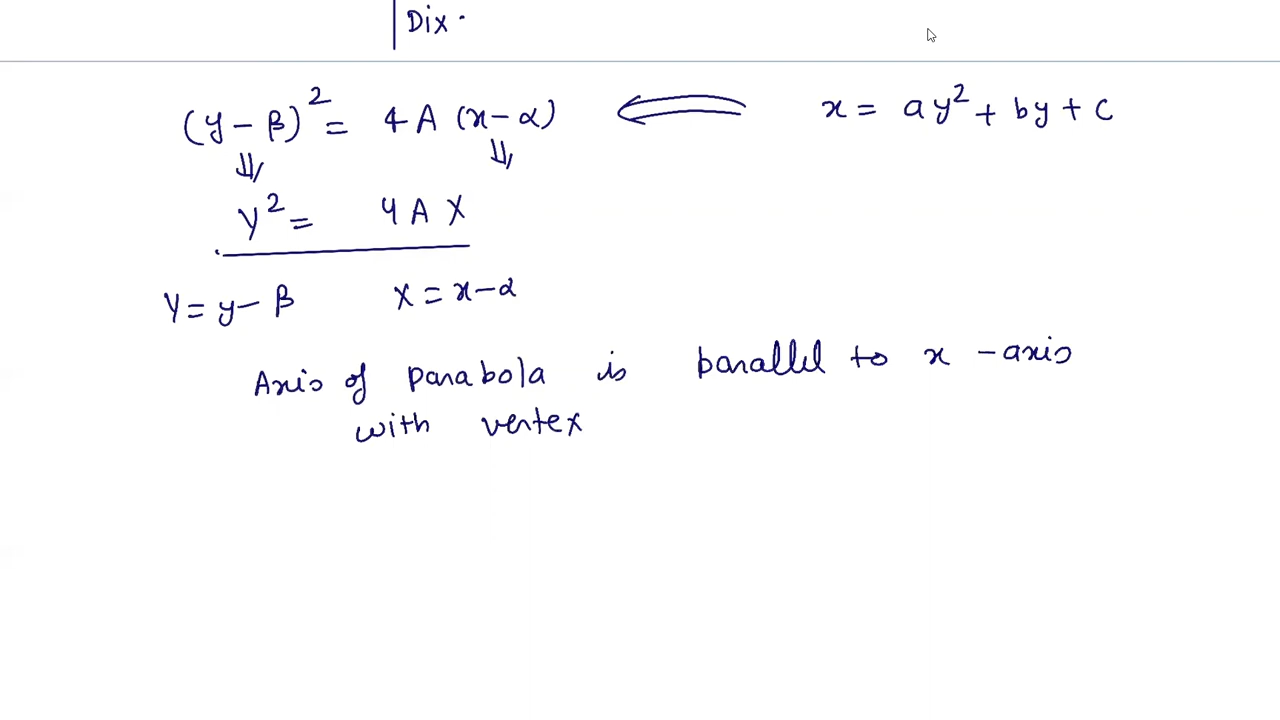 Dix.
(y-β)² = 4A (x-α) ⇐ x = ay² + by + c
⇓ ⇓
Y² = 4AX
Y = y-β X = x-α
Axis of parabola is parallel to x-axis
with vertex